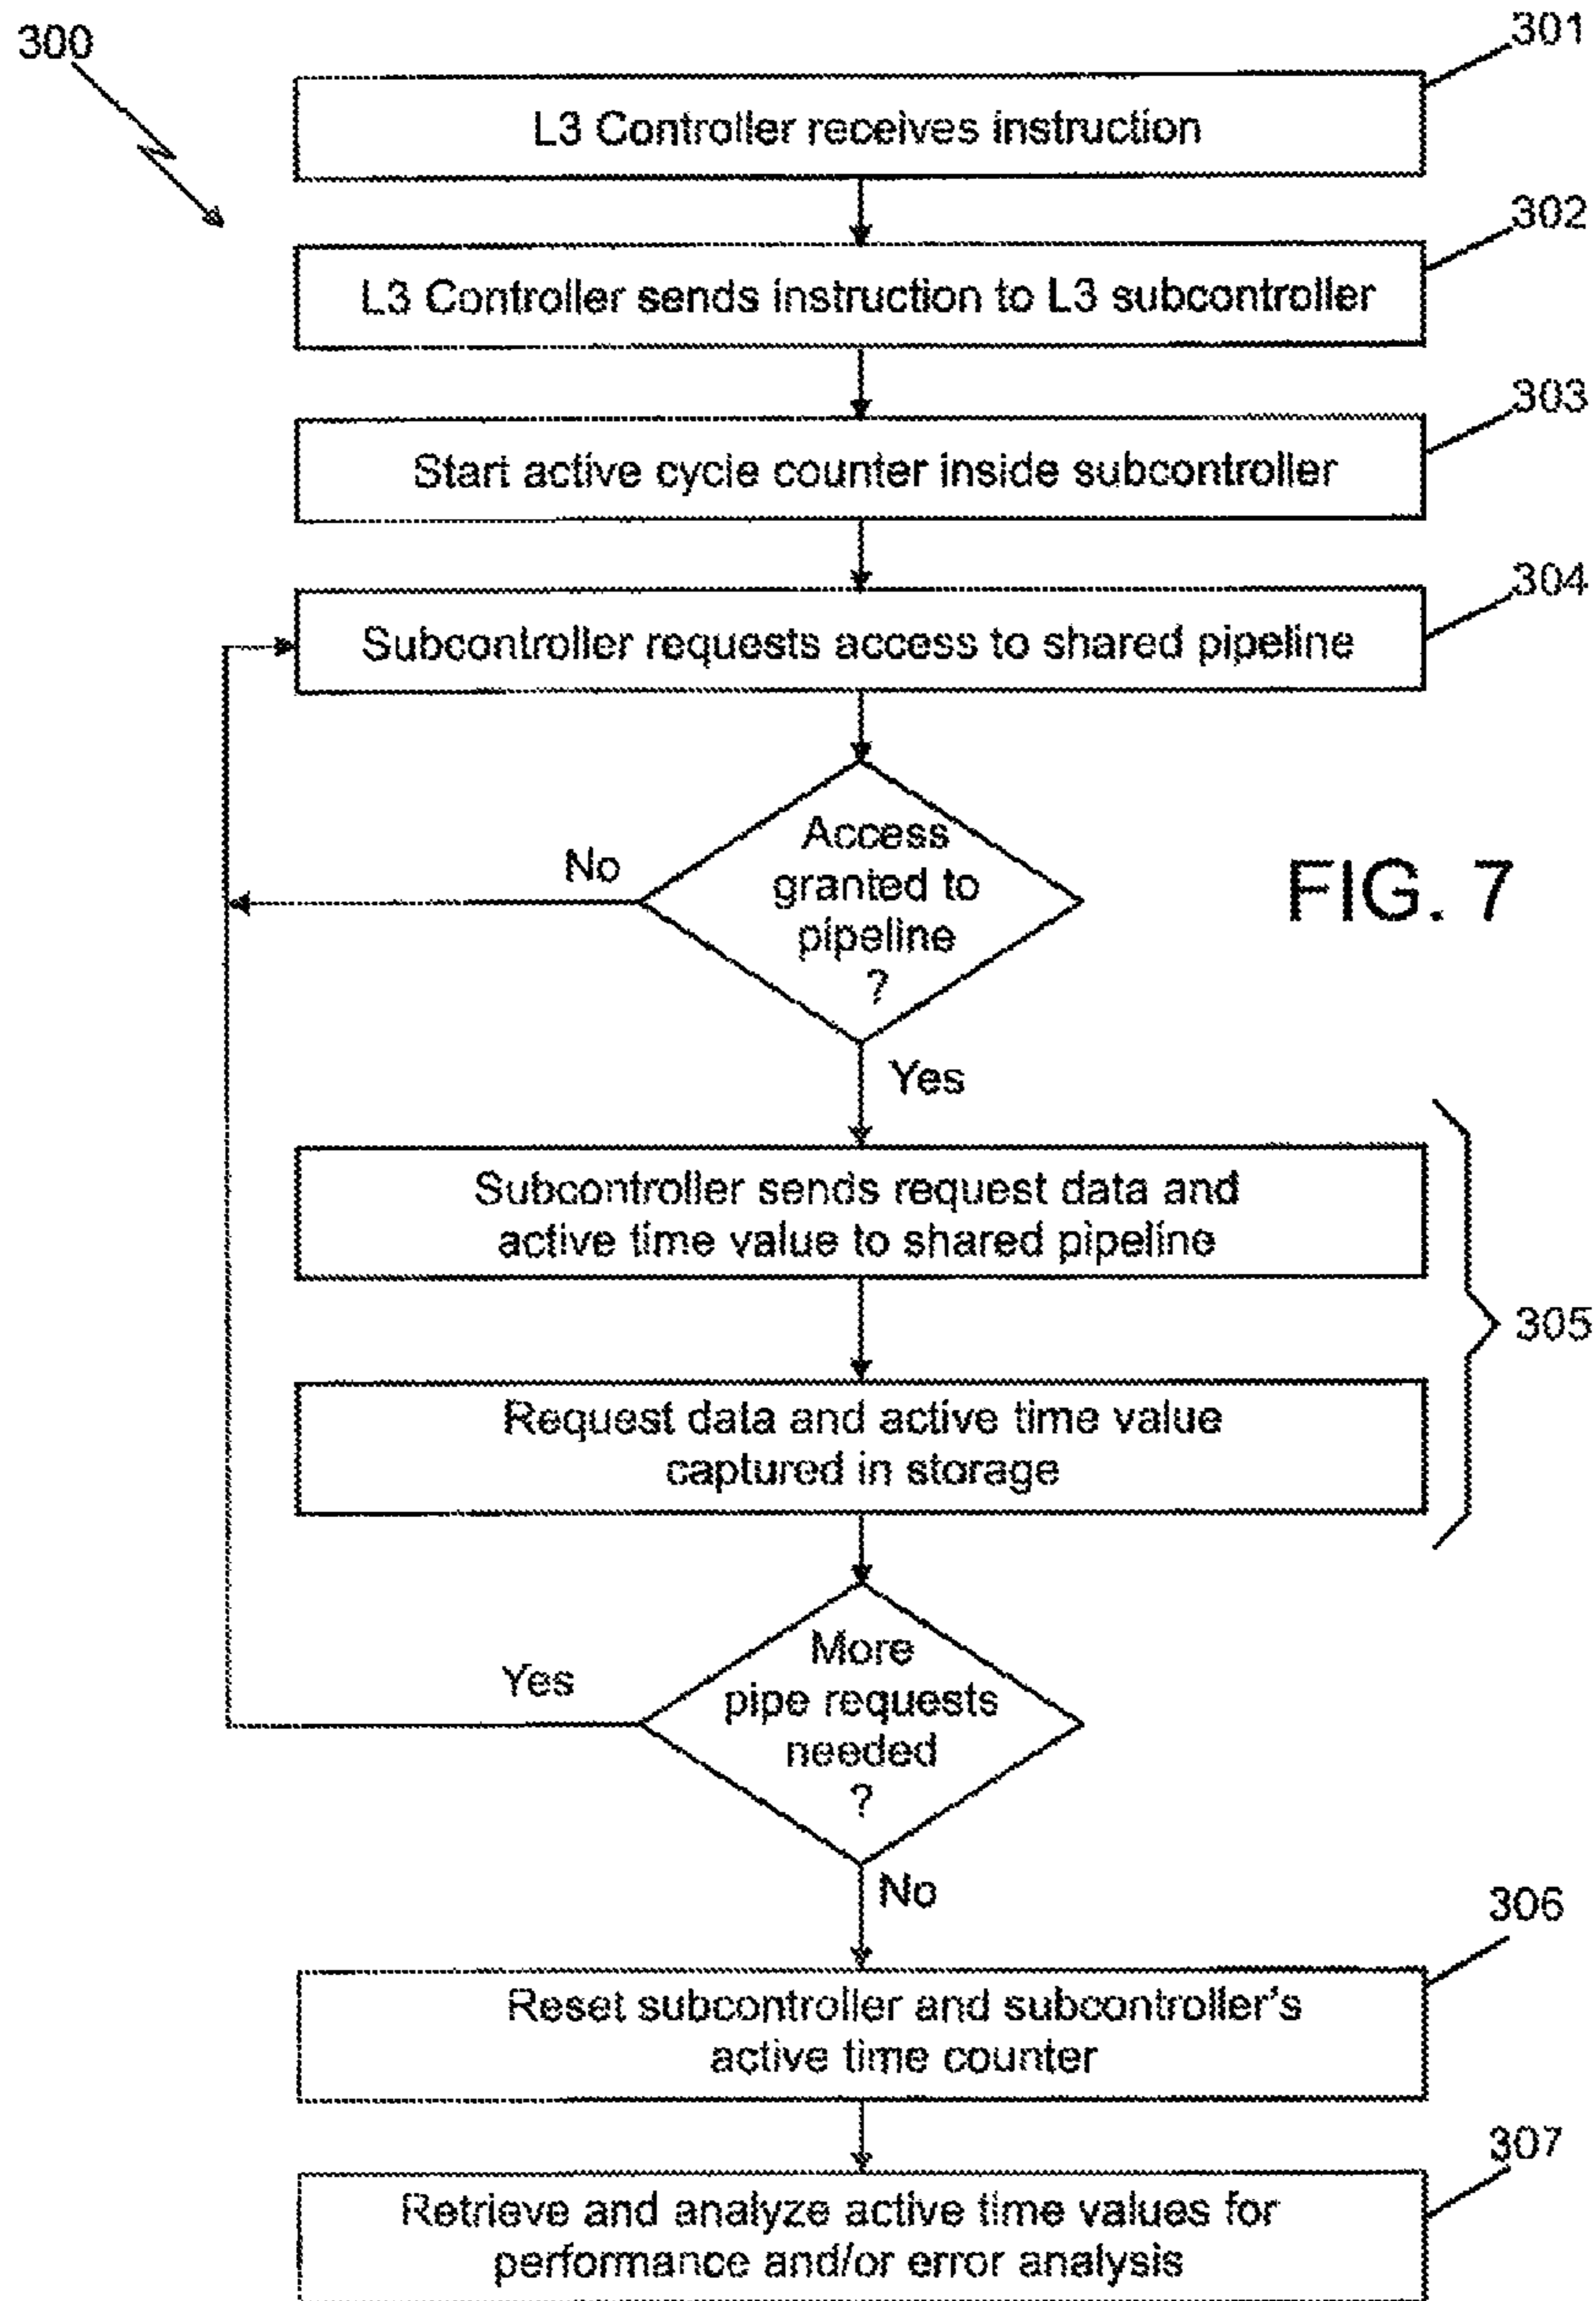 300
301
L3 Controller receives instruction
302
L3 Controller sends instruction to L3 subcontroller
303
Start active cycle counter inside subcontroller
304
Subcontroller requests access to shared pipeline
Access
granted to
pipeline
?
No
FIG. 7
Yes
Subcontroller sends request data and
active time value to shared pipeline
305
Request data and active time value
captured in storage
More
pipe requests
needed
?
Yes
No
306
Reset subcontroller and subcontroller's
active time counter
307
Retrieve and analyze active time values for
performance and/or error analysis